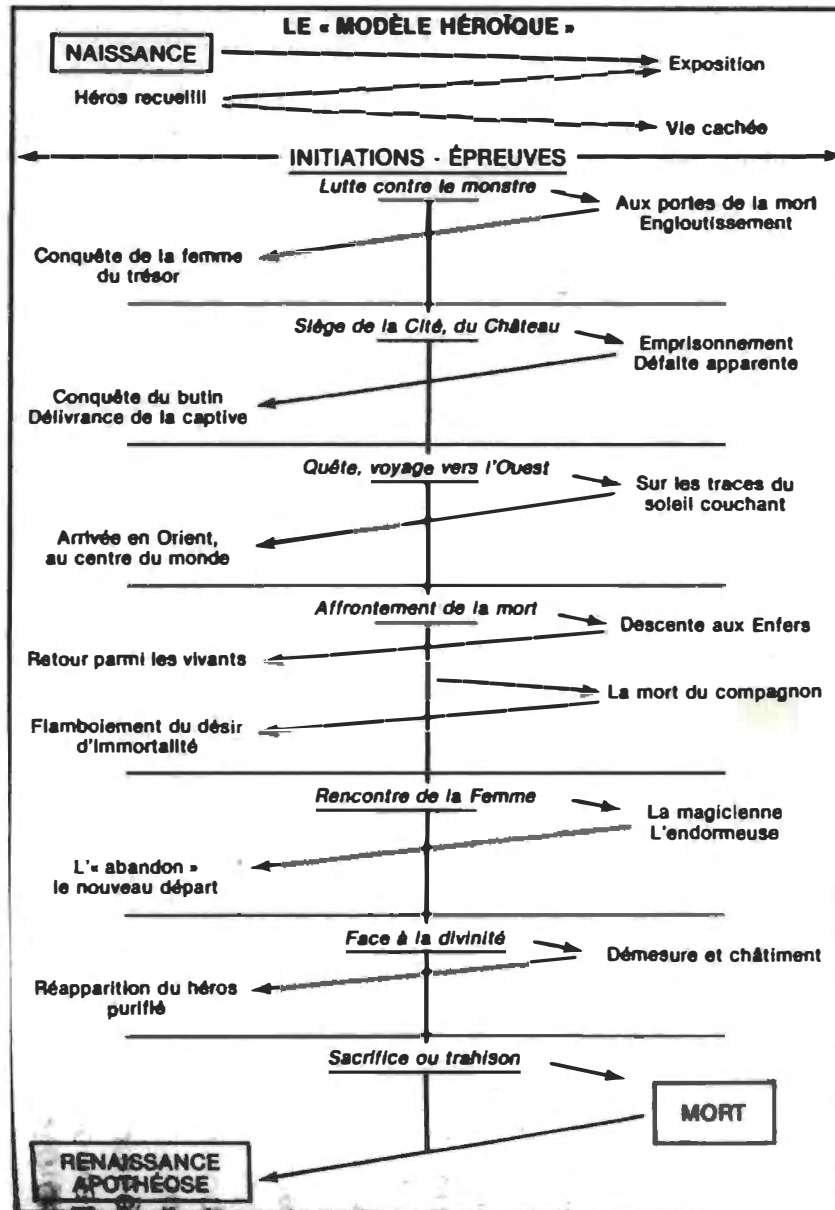 LE « MODÈLE HÉROÏQUE »
NAISSANCE
Exposition
Héros recueilli
Vie cachée
INITIATIONS - ÉPREUVES
Lutte contre le monstre
Aux portes de la mort
Engloutissement
Conquête de la femme
du trésor
Siège de la Cité, du Château
Emprisonnement
Défaite apparente
Conquête du butin
Délivrance de la captive
Quête, voyage vers l'Ouest
Sur les traces du
soleil couchant
Arrivée en Orient,
au centre du monde
Affrontement de la mort
Descente aux Enfers
Retour parmi les vivants
La mort du compagnon
Flamboiement du désir
d'immortalité
Rencontre de la Femme
La magicienne
L'endormeuse
L'« abandon »
le nouveau départ
Face à la divinité
Démesure et châtiment
Réapparition du héros
purifié
Sacrifice ou trahison
MORT
RENAISSANCE
APOTHÉOSE